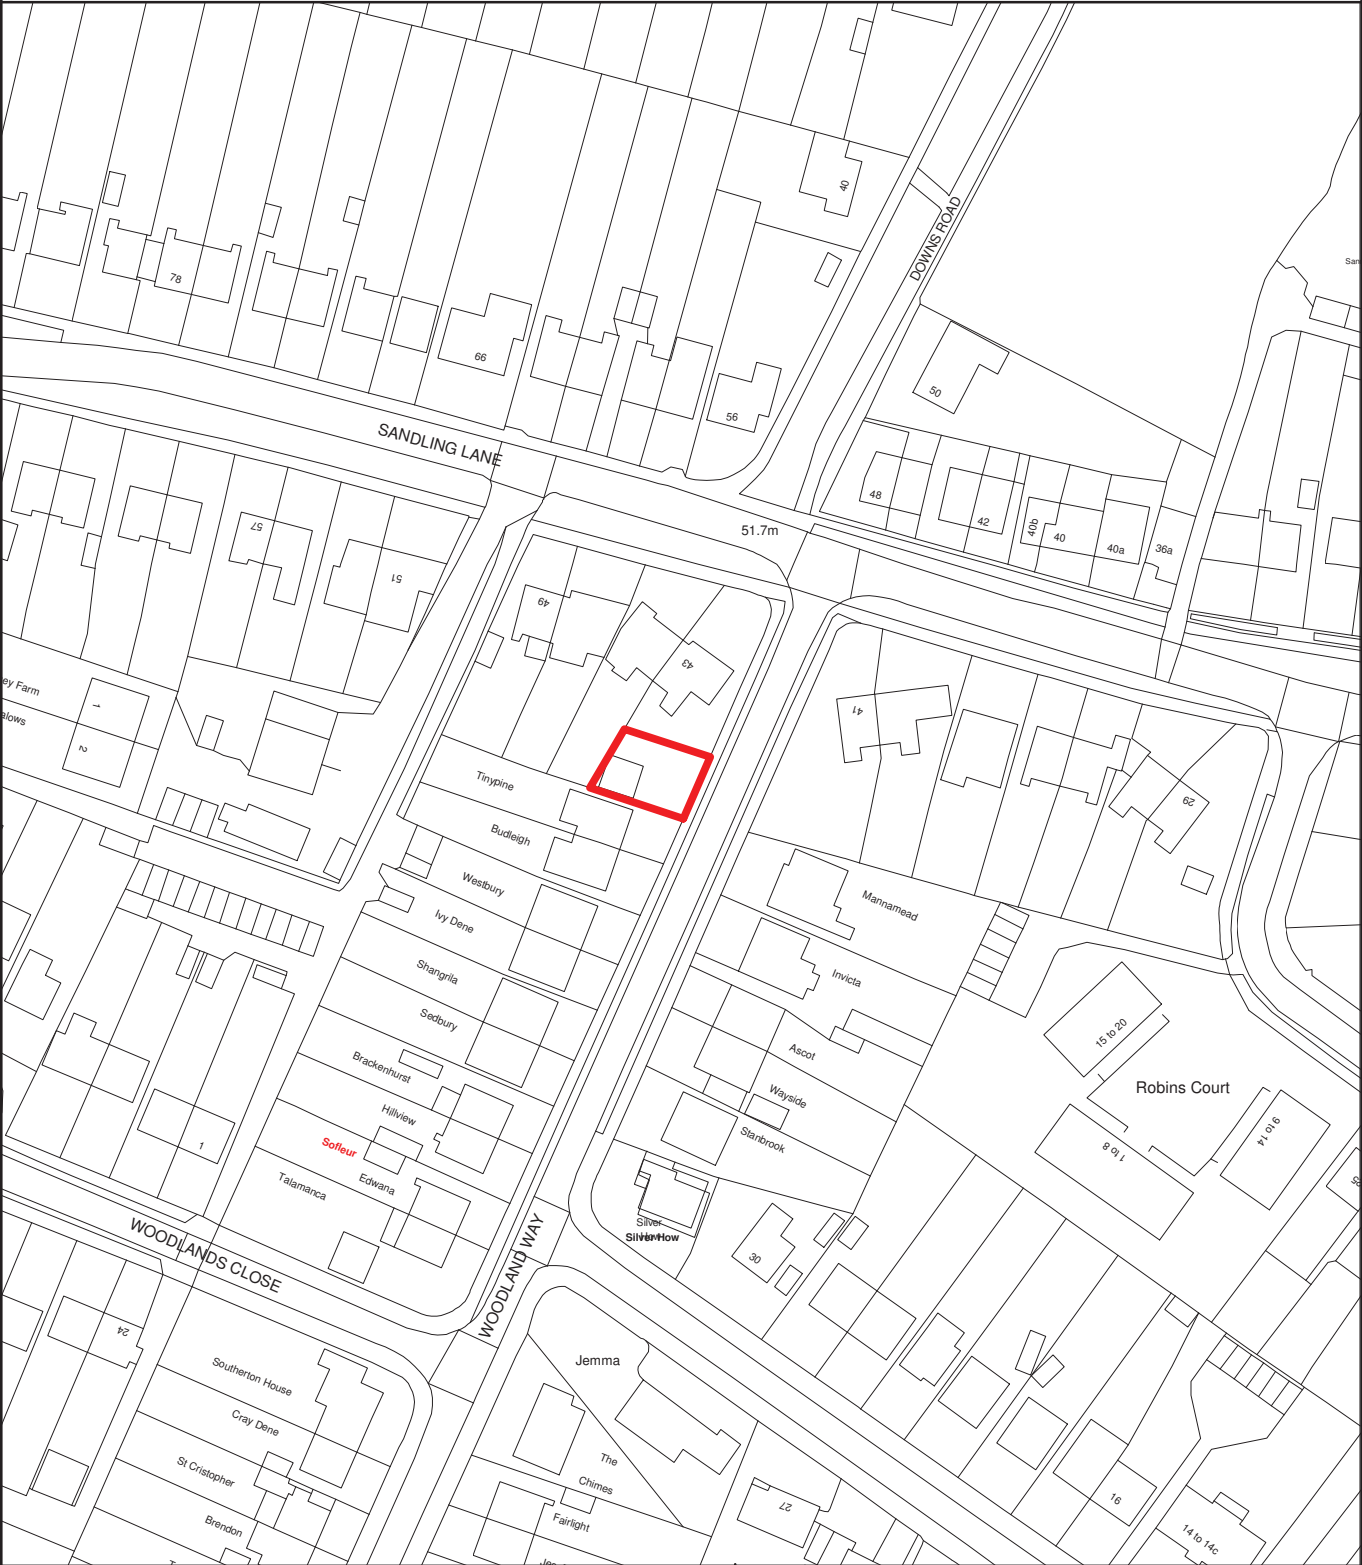 40
DOWNS ROAD
San
78
66
56
50
SANDLING LANE
48
42
40b
40
40a
36a
51.7m
57
51
49
43
41
29
ey Farm
alows
1
2
Tinypine
Budleigh
Westbury
Ivy Dene
Shangrila
Sedbury
Brackenhurst
Hillview
Sofleur
Edwana
Talamanca
1
Mannamead
Invicta
Ascot
Wayside
Stanbrook
Silver
Silver How
30
15 to 20
Robins Court
1 to 8
9 to 14
WOODLANDS CLOSE
WOODLAND WAY
24
Southerton House
Cray Dene
St Cristopher
Brendon
Jemma
The
Chimes
Fairlight
27
16
14 to 14c